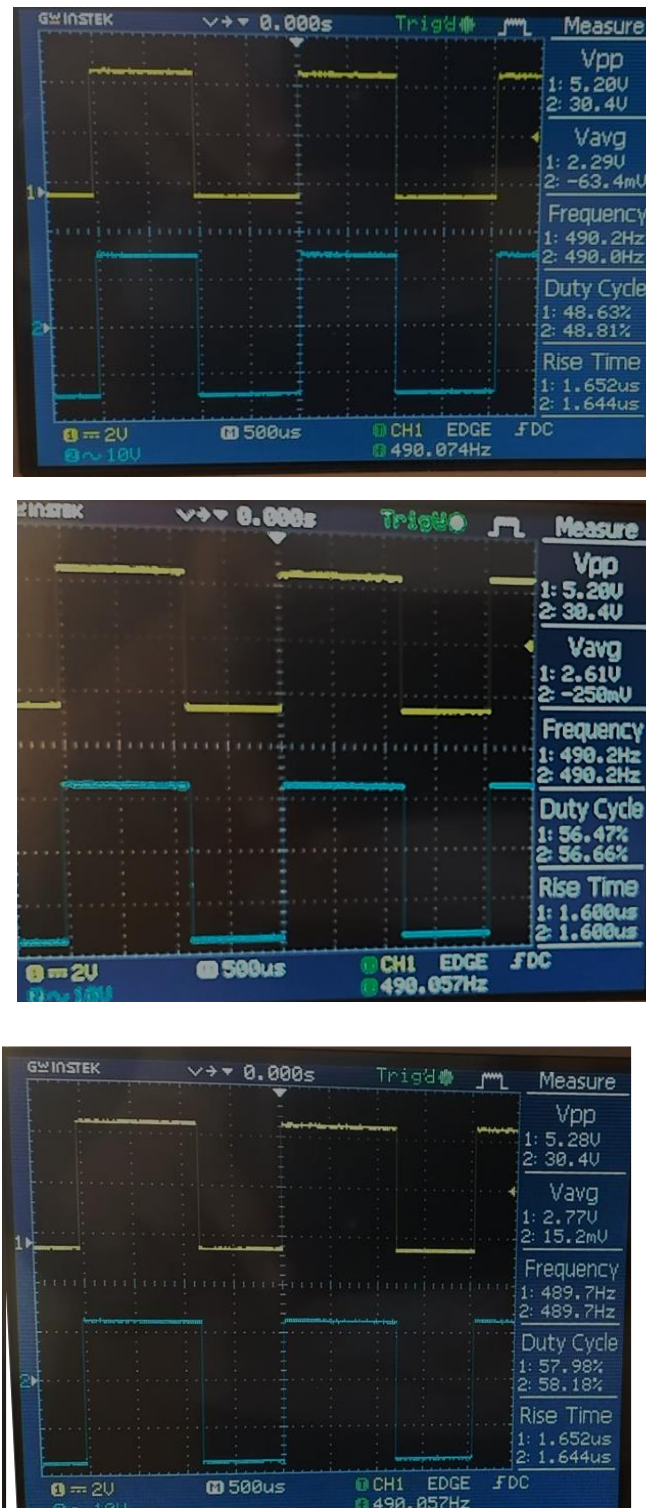 GW INSTEK 0.000s Trig'd Measure
Vpp
1: 5.20V
2: 30.4V
Vavg
1: 2.29V
2: -63.4mV
Frequency
1: 490.2Hz
2: 490.0Hz
Duty Cycle
1: 48.63%
2: 48.81%
Rise Time
1: 1.652us
2: 1.644us
1
2
1 2V M 500us CH1 EDGE DC
2 10V 490.074Hz
INSTEK 0.000s Trig'd Measure
Vpp
1: 5.20V
2: 30.4V
Vavg
1: 2.61V
2: -250mV
Frequency
1: 490.2Hz
2: 490.2Hz
Duty Cycle
1: 56.47%
2: 56.66%
Rise Time
1: 1.600us
2: 1.600us
1 2V 500us CH1 EDGE DC
10V 490.057Hz
GW INSTEK 0.000s Trig'd Measure
Vpp
1: 5.28V
2: 30.4V
Vavg
1: 2.77V
2: 15.2mV
Frequency
1: 489.7Hz
2: 489.7Hz
Duty Cycle
1: 57.98%
2: 58.18%
Rise Time
1: 1.652us
2: 1.644us
1
2
1 2V M 500us CH1 EDGE DC
490.057Hz